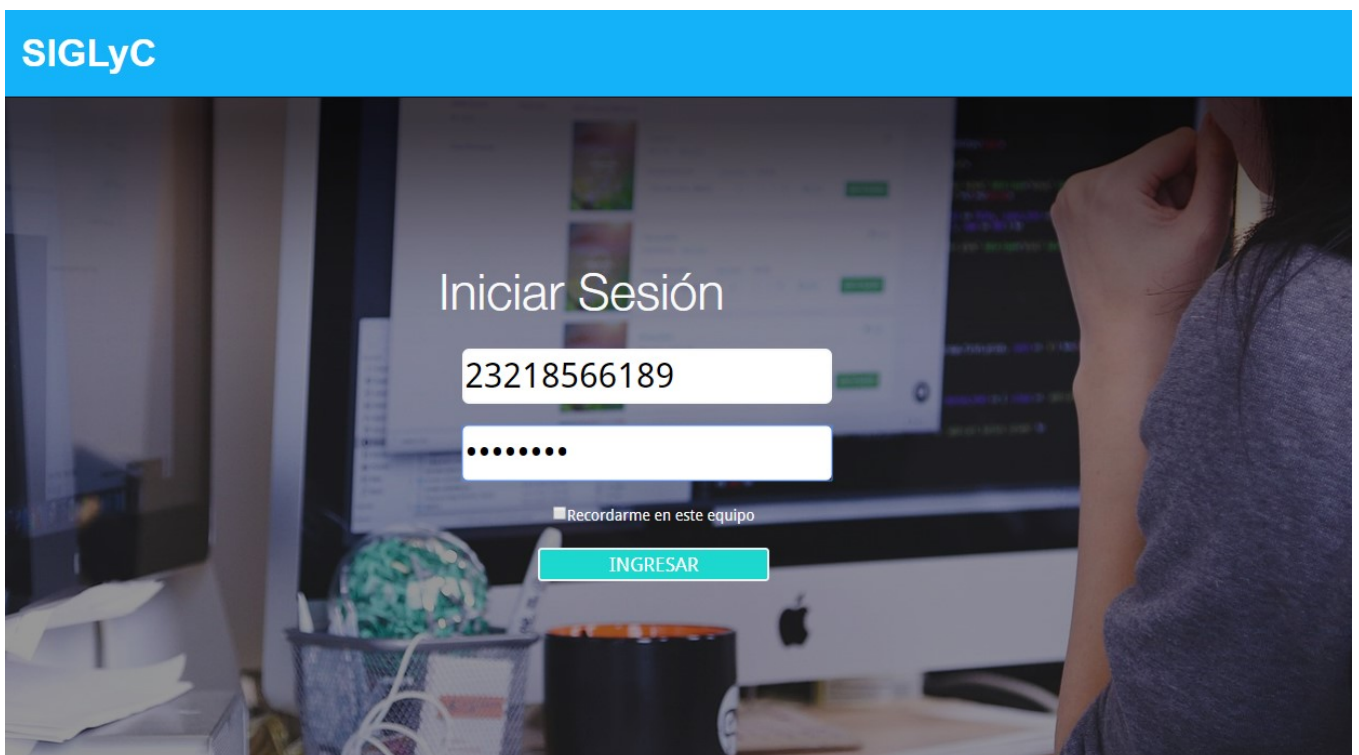 SIGLyC
Iniciar Sesión
23218566189
••••••••
Recordarme en este equipo
INGRESAR